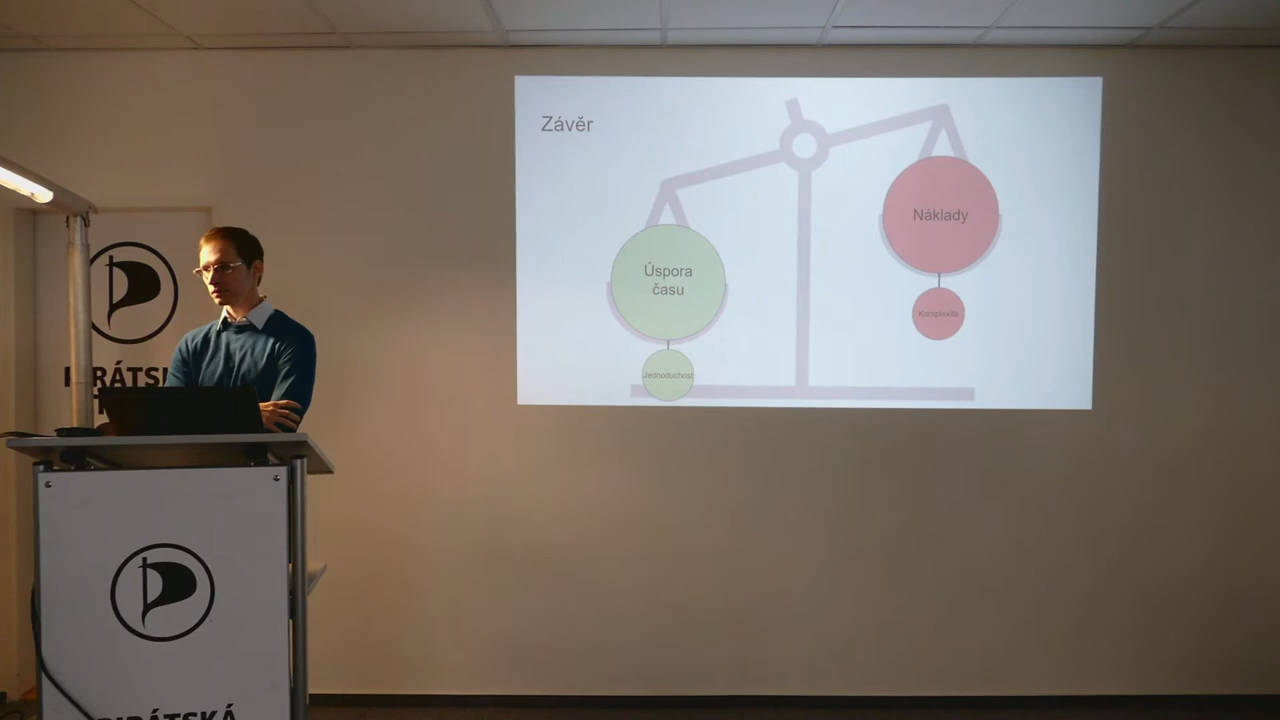 Závěr
Náklady
Úspora
času
Komplexita
Jednoduchost
PIRÁTSKÁ